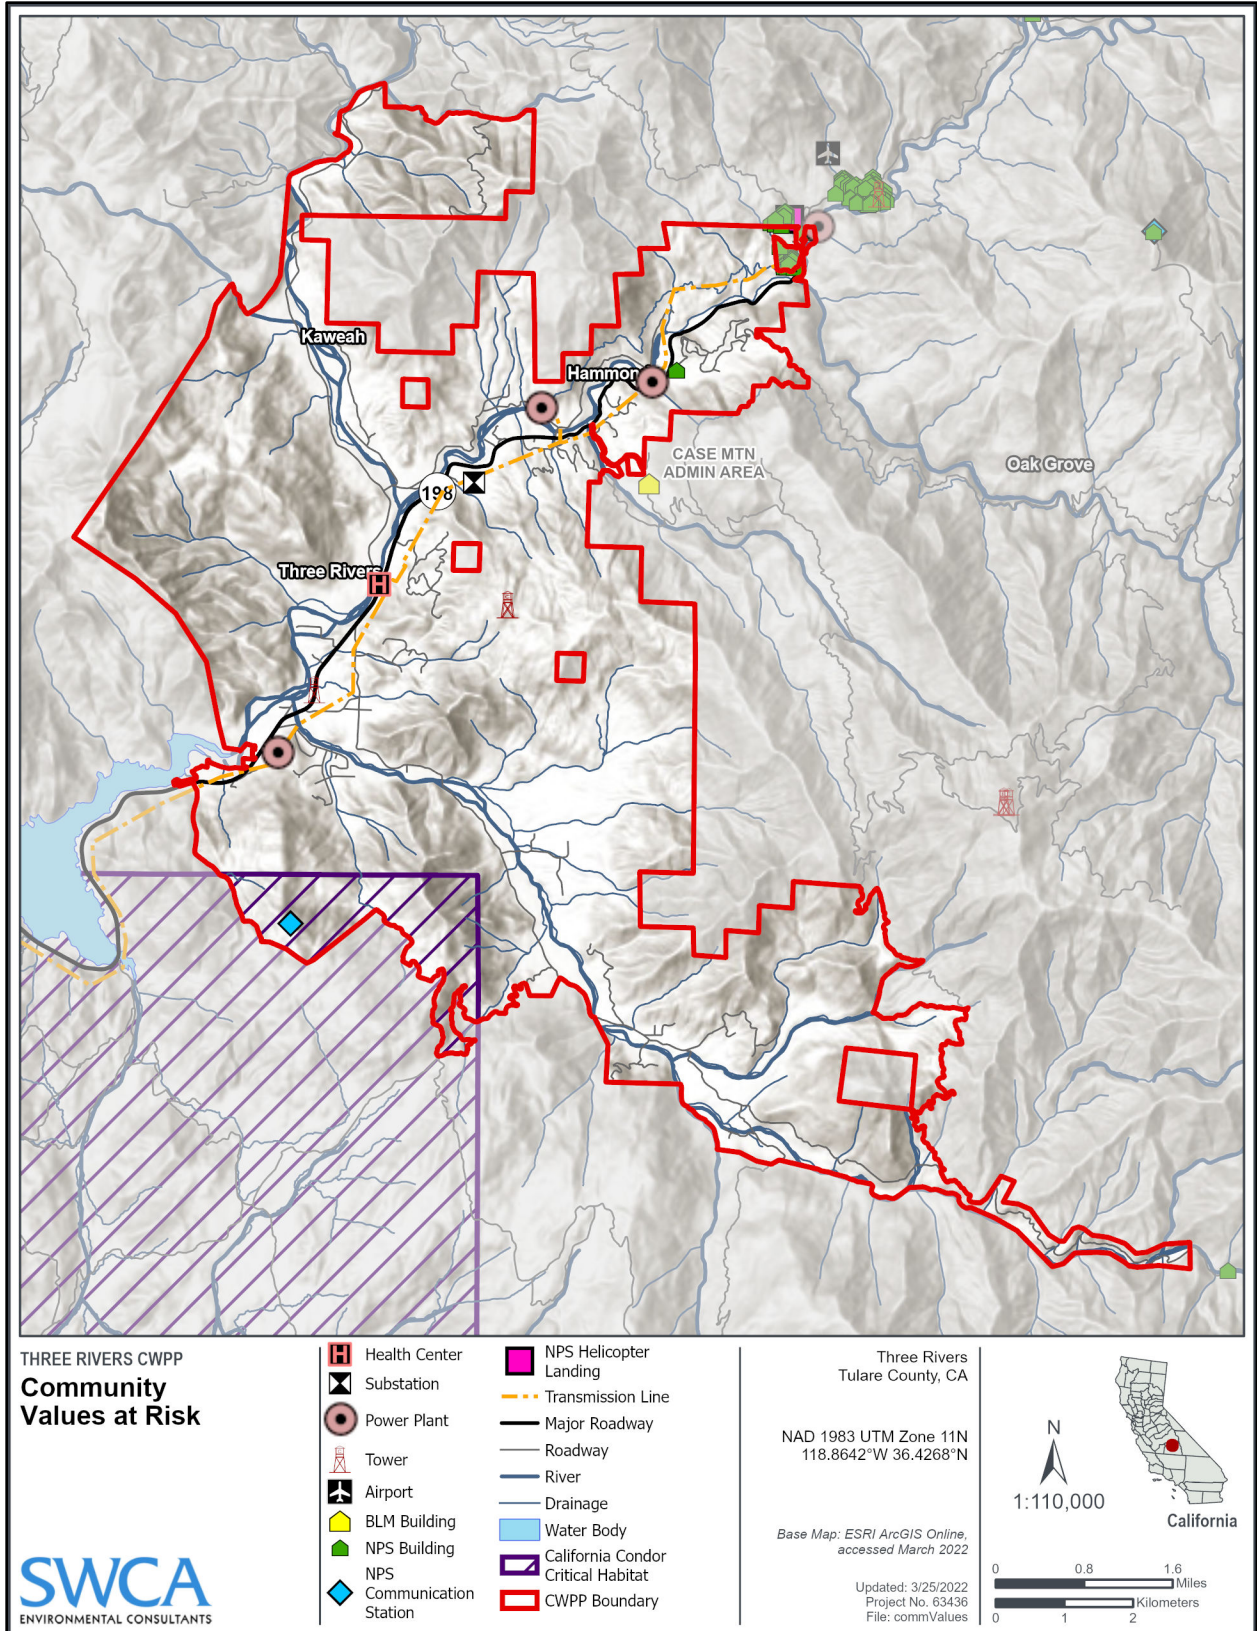 Kaweah
Hammon
CASE MTN
ADMIN AREA
Oak Grove
198
Three Rivers
H
THREE RIVERS CWPP
Community
Values at Risk
SWCA
ENVIRONMENTAL CONSULTANTS
H Health Center
Substation
Power Plant
Tower
Airport
BLM Building
NPS Building
NPS
Communication
Station
NPS Helicopter
Landing
Transmission Line
Major Roadway
Roadway
River
Drainage
Water Body
California Condor
Critical Habitat
CWPP Boundary
Three Rivers
Tulare County, CA
NAD 1983 UTM Zone 11N
118.8642°W 36.4268°N
Base Map: ESRI ArcGIS Online,
accessed March 2022
Updated: 3/25/2022
Project No. 63436
File: commValues
N
1:110,000
California
0 0.8 1.6
Miles
Kilometers
0 1 2